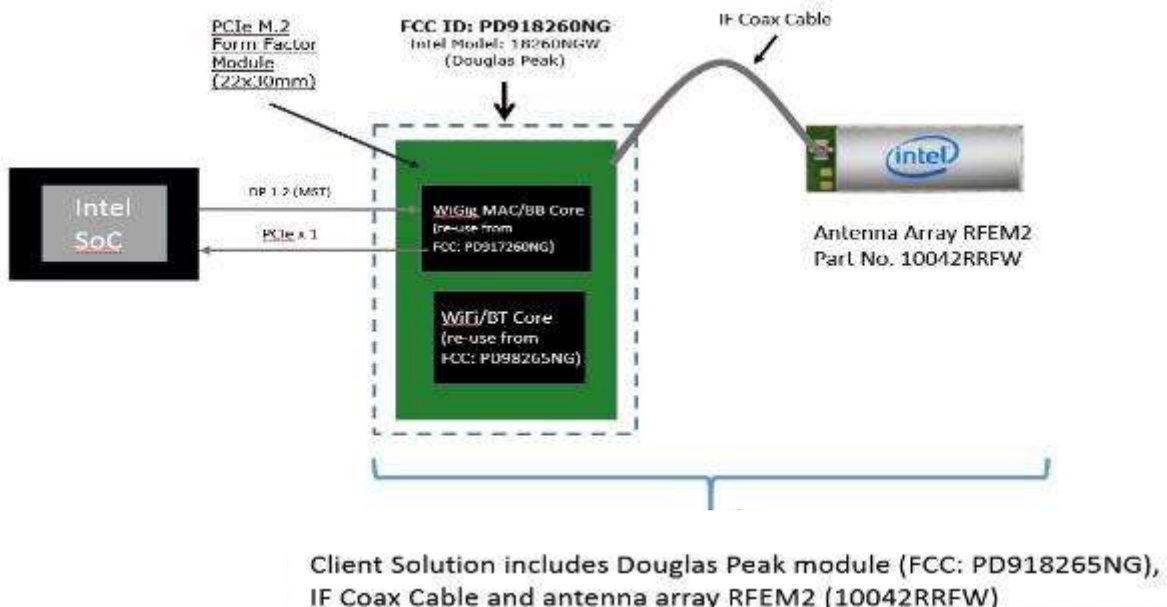 PCIe M.2
Form Factor
Module
(22x30mm)
FCC ID: PD918260NG
Intel Model: 18260NGW
(Douglas Peak)
IF Coax Cable
intel
Intel
SoC
DP 1.2 (MST)
PCIe x 1
WiGig MAC/BB Core
(re-use from
FCC: PD917260NG)
WiFi/BT Core
(re-use from
FCC: PD98265NG)
Antenna Array RFEM2
Part No. 10042RRFW
Client Solution includes Douglas Peak module (FCC: PD918265NG),
IF Coax Cable and antenna array RFEM2 (10042RRFW)